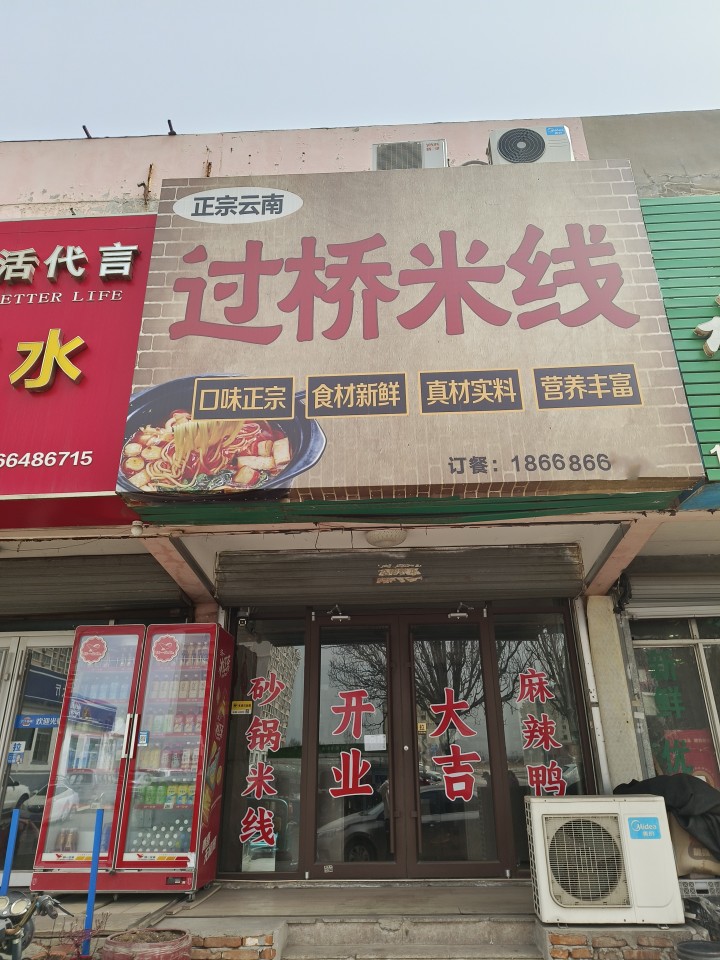 正宗云南
过桥米线
口味正宗 食材新鲜 真材实料 营养丰富
订餐：1866866
活代言
ETTER LIFE
水
66486715
砂锅米线
开业
大吉
麻辣鸭
Midea